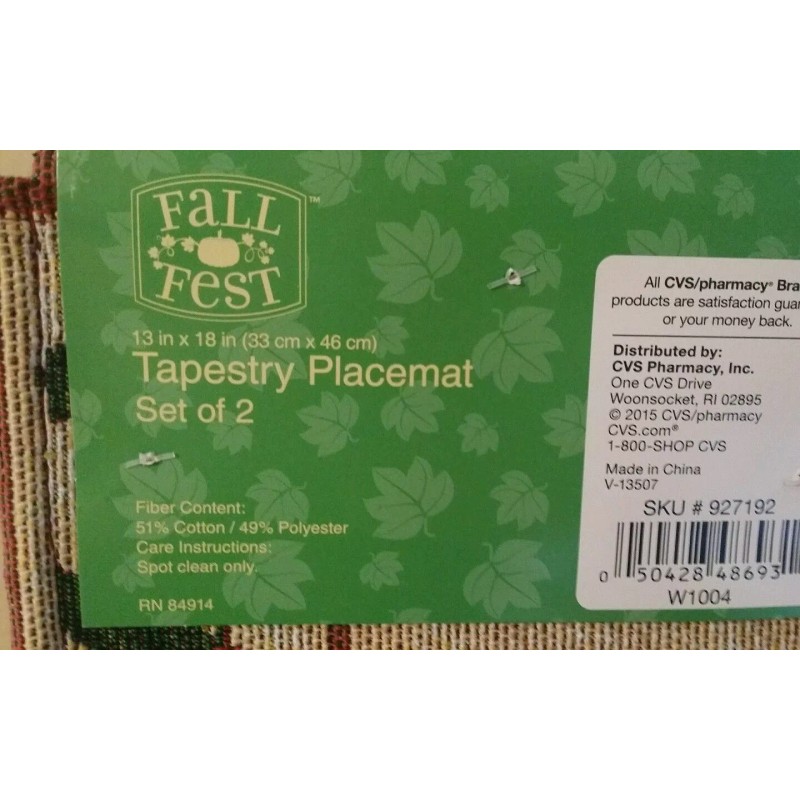 FaLL
FeST™
13 in x 18 in (33 cm x 46 cm)
Tapestry Placemat
Set of 2
Fiber Content:
51% Cotton / 49% Polyester
Care Instructions:
Spot clean only.
RN 84914
All CVS/pharmacy® Bra
products are satisfaction guar
or your money back.
Distributed by:
CVS Pharmacy, Inc.
One CVS Drive
Woonsocket, RI 02895
© 2015 CVS/pharmacy
CVS.com®
1-800-SHOP CVS
Made in China
V-13507
SKU # 927192
0 50428 48693
W1004